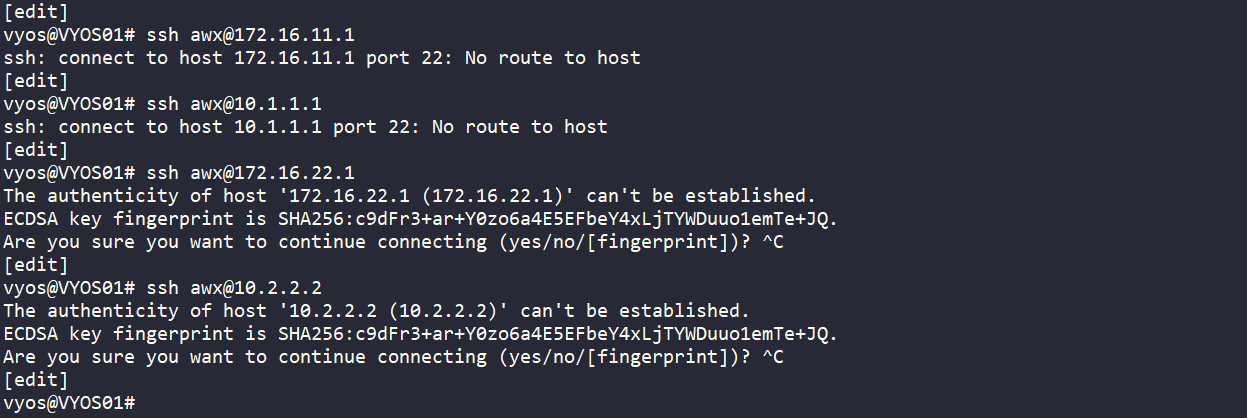 [edit]
vyos@VYOS01# ssh awx@172.16.11.1
ssh: connect to host 172.16.11.1 port 22: No route to host
[edit]
vyos@VYOS01# ssh awx@10.1.1.1
ssh: connect to host 10.1.1.1 port 22: No route to host
[edit]
vyos@VYOS01# ssh awx@172.16.22.1
The authenticity of host '172.16.22.1 (172.16.22.1)' can't be established.
ECDSA key fingerprint is SHA256:c9dFr3+ar+Y0zo6a4E5EFbeY4xLjTYWDuuo1emTe+JQ.
Are you sure you want to continue connecting (yes/no/[fingerprint])? ^C
[edit]
vyos@VYOS01# ssh awx@10.2.2.2
The authenticity of host '10.2.2.2 (10.2.2.2)' can't be established.
ECDSA key fingerprint is SHA256:c9dFr3+ar+Y0zo6a4E5EFbeY4xLjTYWDuuo1emTe+JQ.
Are you sure you want to continue connecting (yes/no/[fingerprint])? ^C
[edit]
vyos@VYOS01#